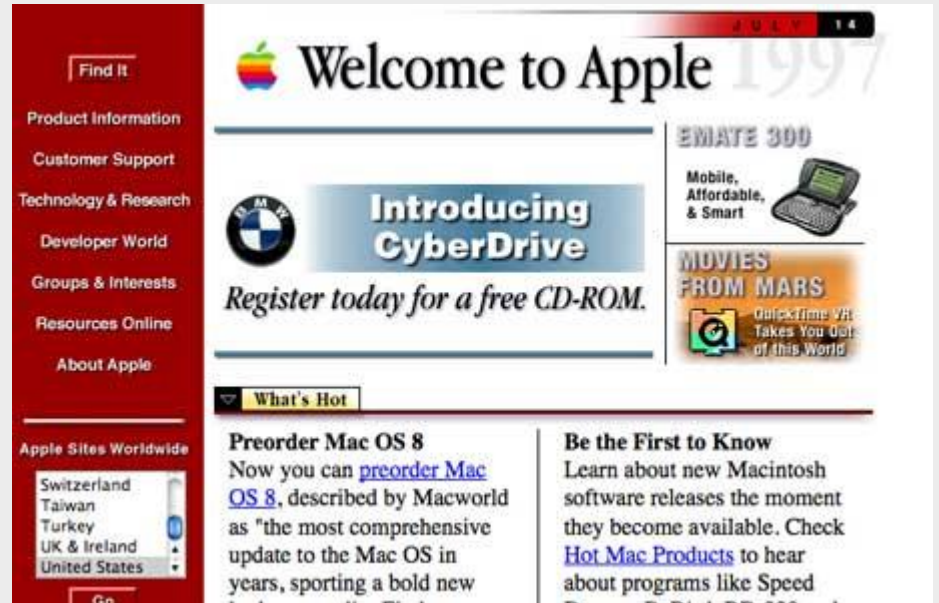 JULY 14
1997
Welcome to Apple
Find It
Product Information
Customer Support
Technology & Research
Developer World
Groups & Interests
Resources Online
About Apple
Apple Sites Worldwide
Switzerland
Taiwan
Turkey
UK & Ireland
United States
Go
BMW
Introducing
CyberDrive
Register today for a free CD-ROM.
EMATE 300
Mobile,
Affordable,
& Smart
MOVIES
FROM MARS
QuickTime VR
Takes You Out
of this World
What's Hot
Preorder Mac OS 8
Now you can preorder Mac
OS 8, described by Macworld
as "the most comprehensive
update to the Mac OS in
years, sporting a bold new
Be the First to Know
Learn about new Macintosh
software releases the moment
they become available. Check
Hot Mac Products to hear
about programs like Speed